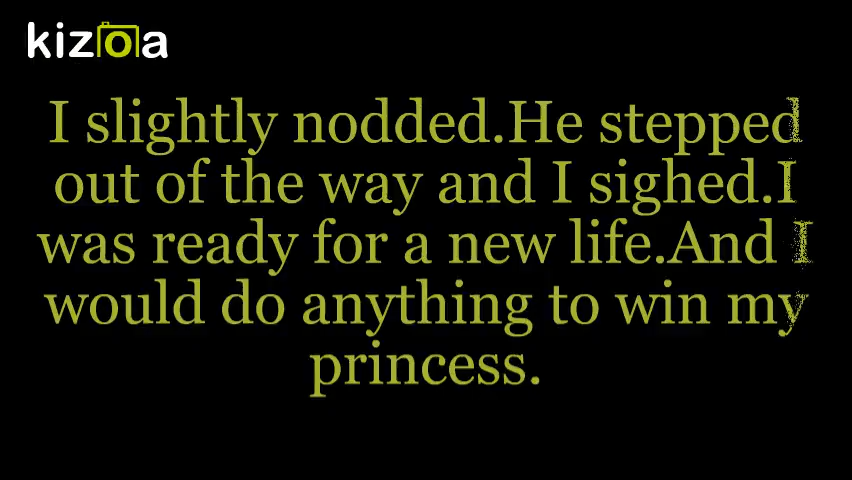 kizoa
I slightly nodded.He stepped
out of the way and I sighed.I
was ready for a new life.And I
would do anything to win my
princess.